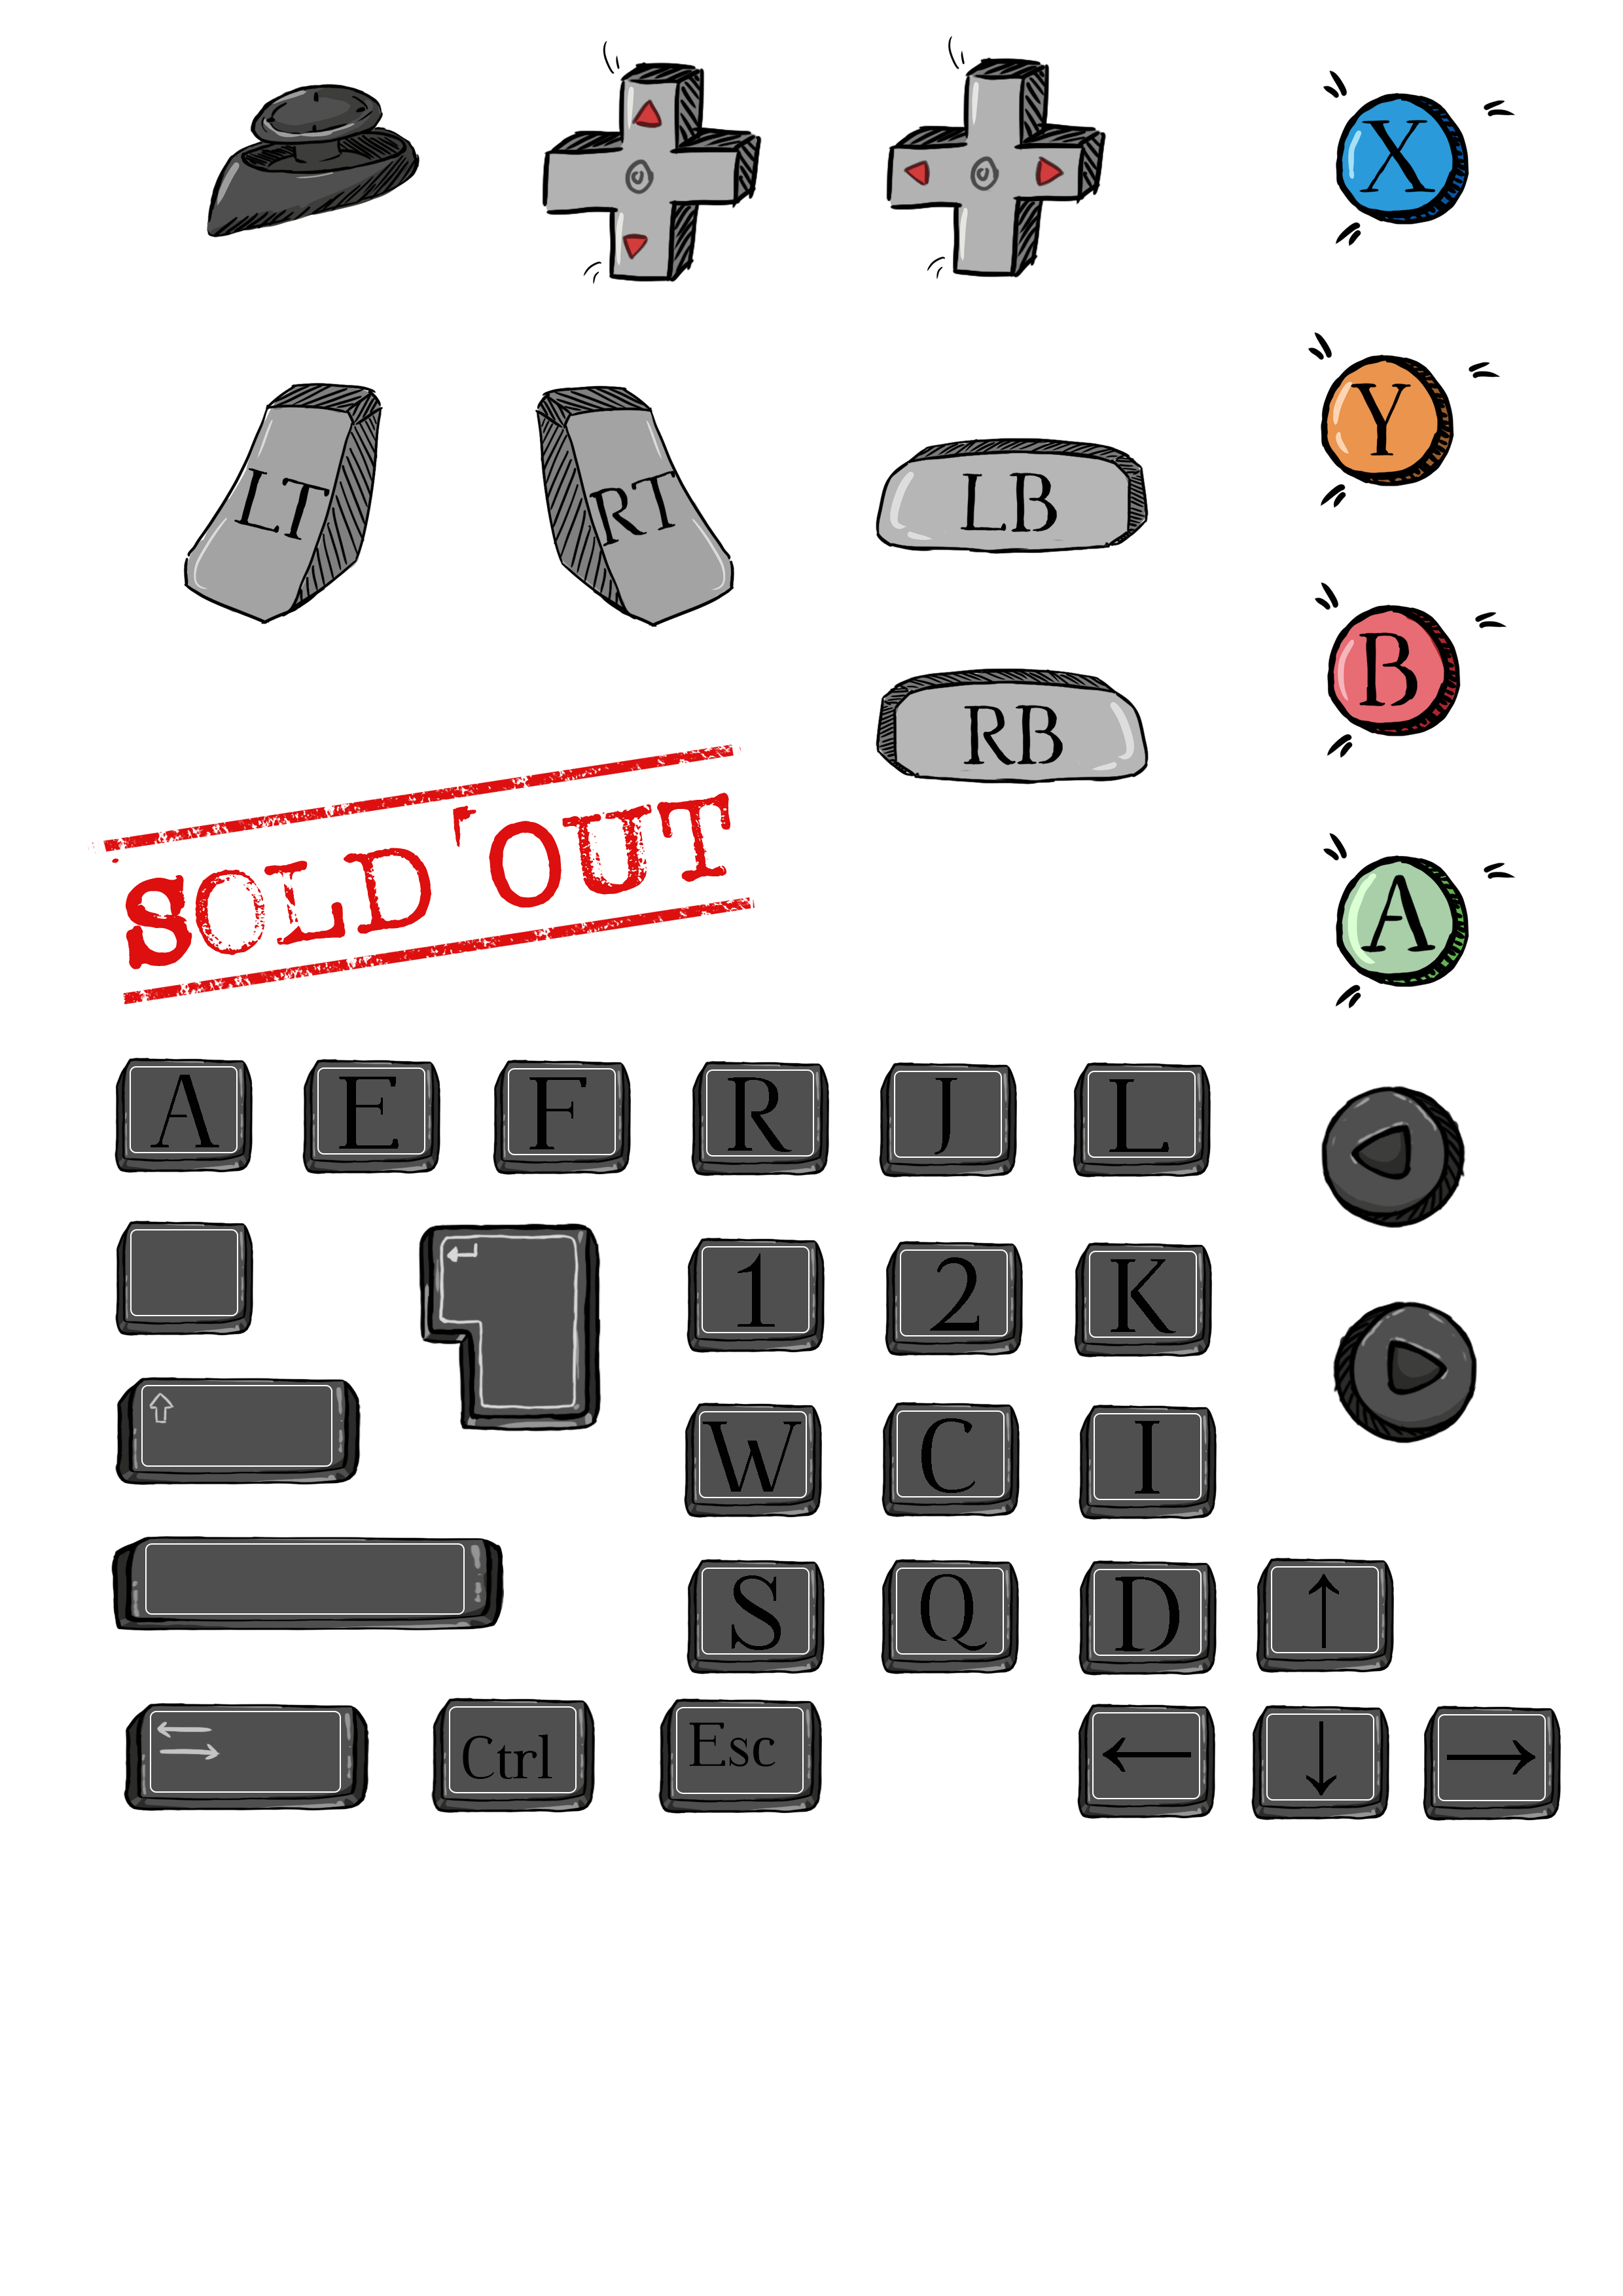 X
Y
LT RT LB
B
RB
SOLD OUT
A
A E F R J L
1 2 K
W C I
S Q D ↑
Ctrl Esc ← ↓ →